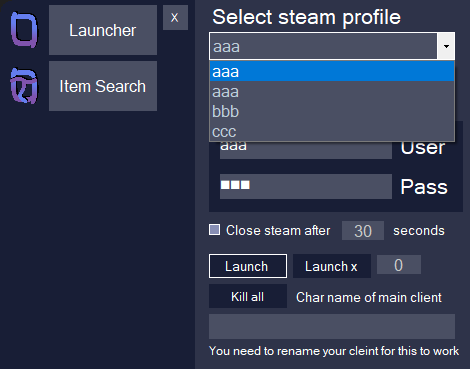 Launcher
x
Item Search
Select steam profile
aaa
aaa
aaa
bbb
ccc
aaa
User
■■■
Pass
Close steam after 30 seconds
Launch
Launch x
0
Kill all
Char name of main client
You need to rename your cleint for this to work